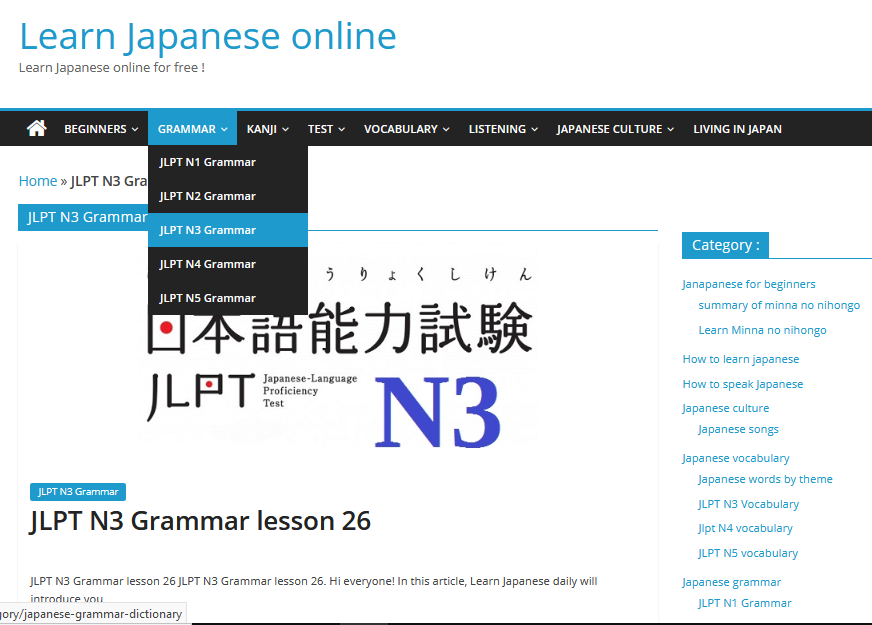 Learn Japanese online
Learn Japanese online for free !
BEGINNERS GRAMMAR KANJI TEST VOCABULARY LISTENING JAPANESE CULTURE LIVING IN JAPAN
JLPT N1 Grammar
JLPT N2 Grammar
JLPT N3 Grammar
JLPT N4 Grammar
JLPT N5 Grammar
Home » JLPT N3 Gra
JLPT N3 Grammar
うりょくしけん
日本語能力試験
JLPT Japanese-Language
Proficiency
Test
N3
JLPT N3 Grammar
JLPT N3 Grammar lesson 26
JLPT N3 Grammar lesson 26 JLPT N3 Grammar lesson 26. Hi everyone! In this article, Learn Japanese daily will
introduce you
gory/japanese-grammar-dictionary
Category :
Janapanese for beginners
summary of minna no nihongo
Learn Minna no nihongo
How to learn japanese
How to speak Japanese
Japanese culture
Japanese songs
Japanese vocabulary
Japanese words by theme
JLPT N3 Vocabulary
Jlpt N4 vocabulary
JLPT N5 vocabulary
Japanese grammar
JLPT N1 Grammar